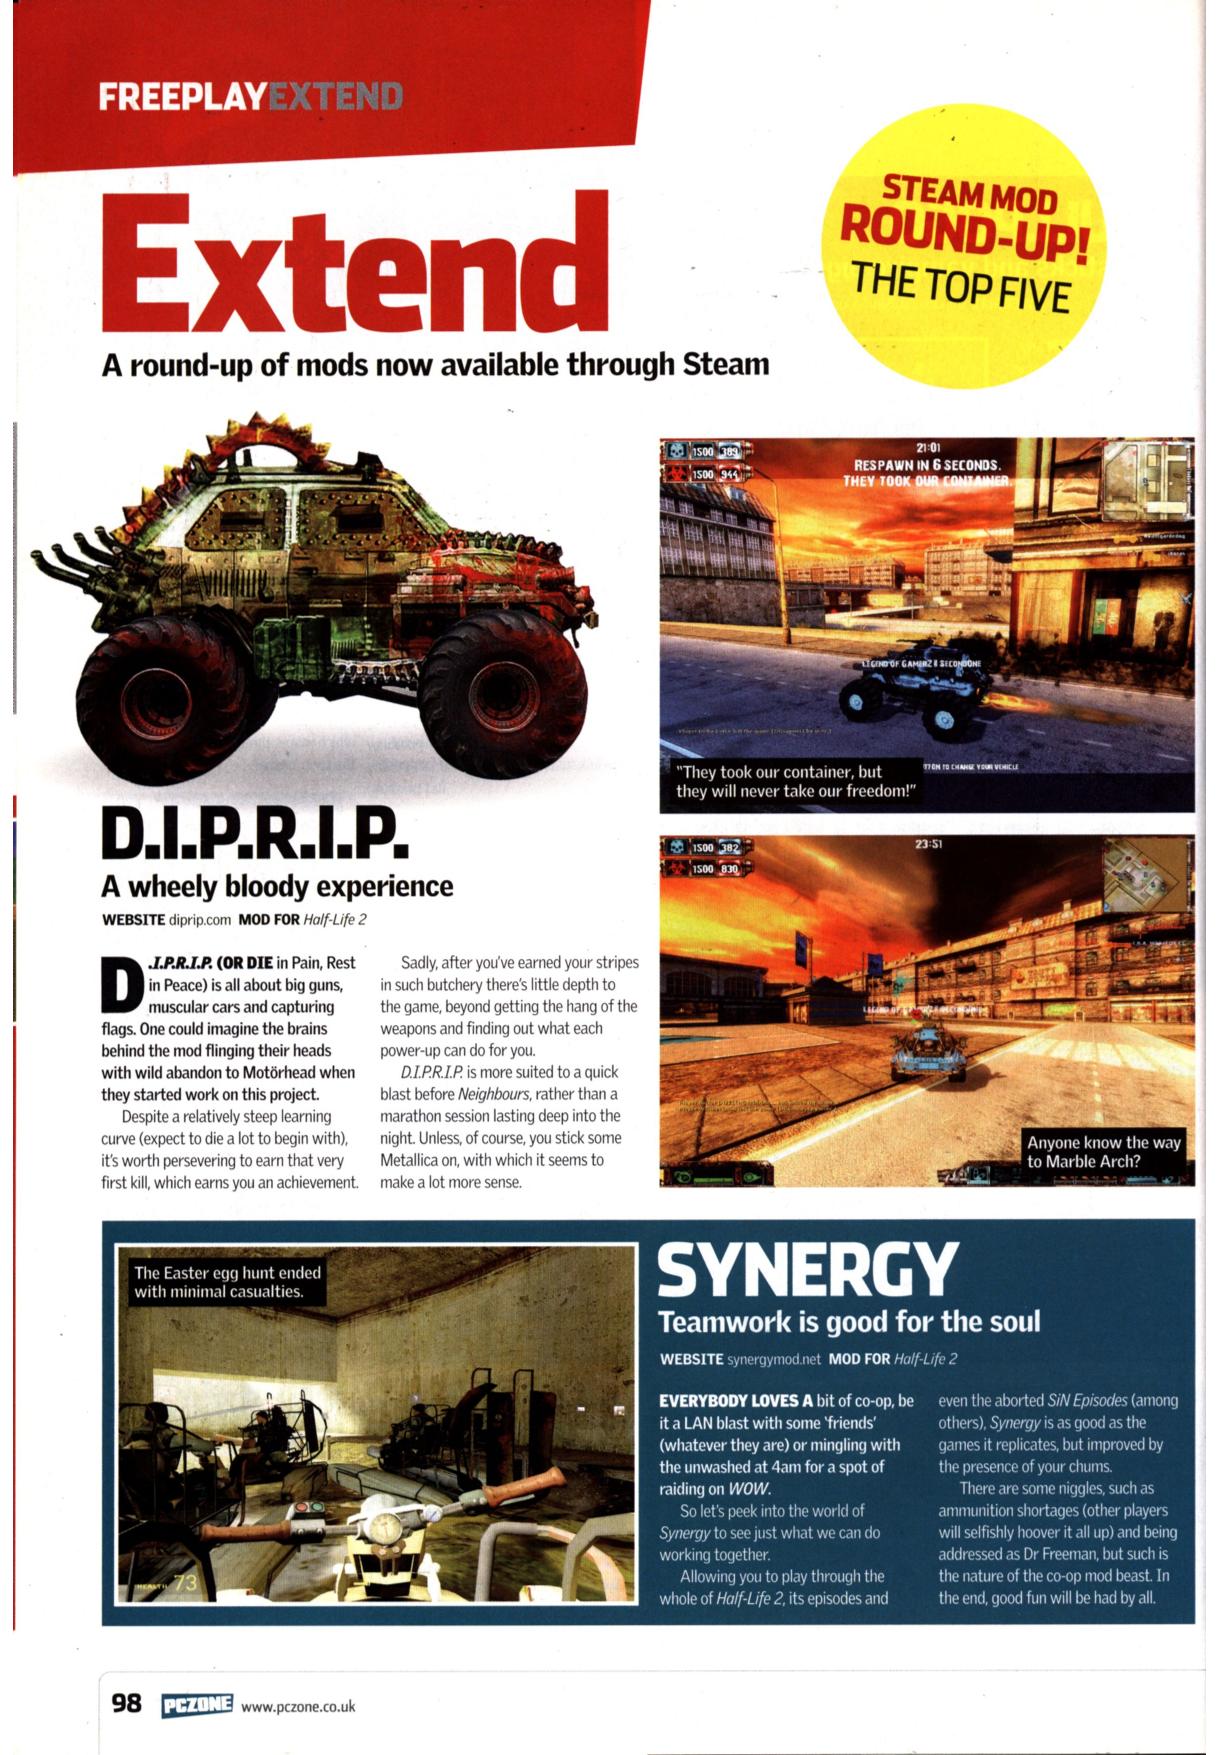 FREEPLAYEXTEND
STEAM MOD
ROUND-UP!
THE TOP FIVE
Extend
A round-up of mods now available through Steam
1500 389
1500 944
21:01
RESPAWN IN 6 SECONDS.
THEY TOOK OUR CONTAINER.
"They took our container, but
they will never take our freedom!"
1500 382
1500 830
23:51
Anyone know the way
to Marble Arch?
D.I.P.R.I.P.
A wheely bloody experience
WEBSITE diprip.com MOD FOR Half-Life 2
D.I.P.R.I.P. (OR DIE in Pain, Rest
in Peace) is all about big guns,
muscular cars and capturing
flags. One could imagine the brains
behind the mod flinging their heads
with wild abandon to Motörhead when
they started work on this project.
Despite a relatively steep learning
curve (expect to die a lot to begin with),
it's worth persevering to earn that very
first kill, which earns you an achievement.
Sadly, after you've earned your stripes
in such butchery there's little depth to
the game, beyond getting the hang of the
weapons and finding out what each
power-up can do for you.
D.I.P.R.I.P. is more suited to a quick
blast before Neighbours, rather than a
marathon session lasting deep into the
night. Unless, of course, you stick some
Metallica on, with which it seems to
make a lot more sense.
The Easter egg hunt ended
with minimal casualties.
HEALTH 73
SYNERGY
Teamwork is good for the soul
WEBSITE synergymod.net MOD FOR Half-Life 2
EVERYBODY LOVES A bit of co-op, be
it a LAN blast with some 'friends'
(whatever they are) or mingling with
the unwashed at 4am for a spot of
raiding on WOW.
So let's peek into the world of
Synergy to see just what we can do
working together.
Allowing you to play through the
whole of Half-Life 2, its episodes and
even the aborted SiN Episodes (among
others), Synergy is as good as the
games it replicates, but improved by
the presence of your chums.
There are some niggles, such as
ammunition shortages (other players
will selfishly hoover it all up) and being
addressed as Dr Freeman, but such is
the nature of the co-op mod beast. In
the end, good fun will be had by all.
98 PCZONE www.pczone.co.uk